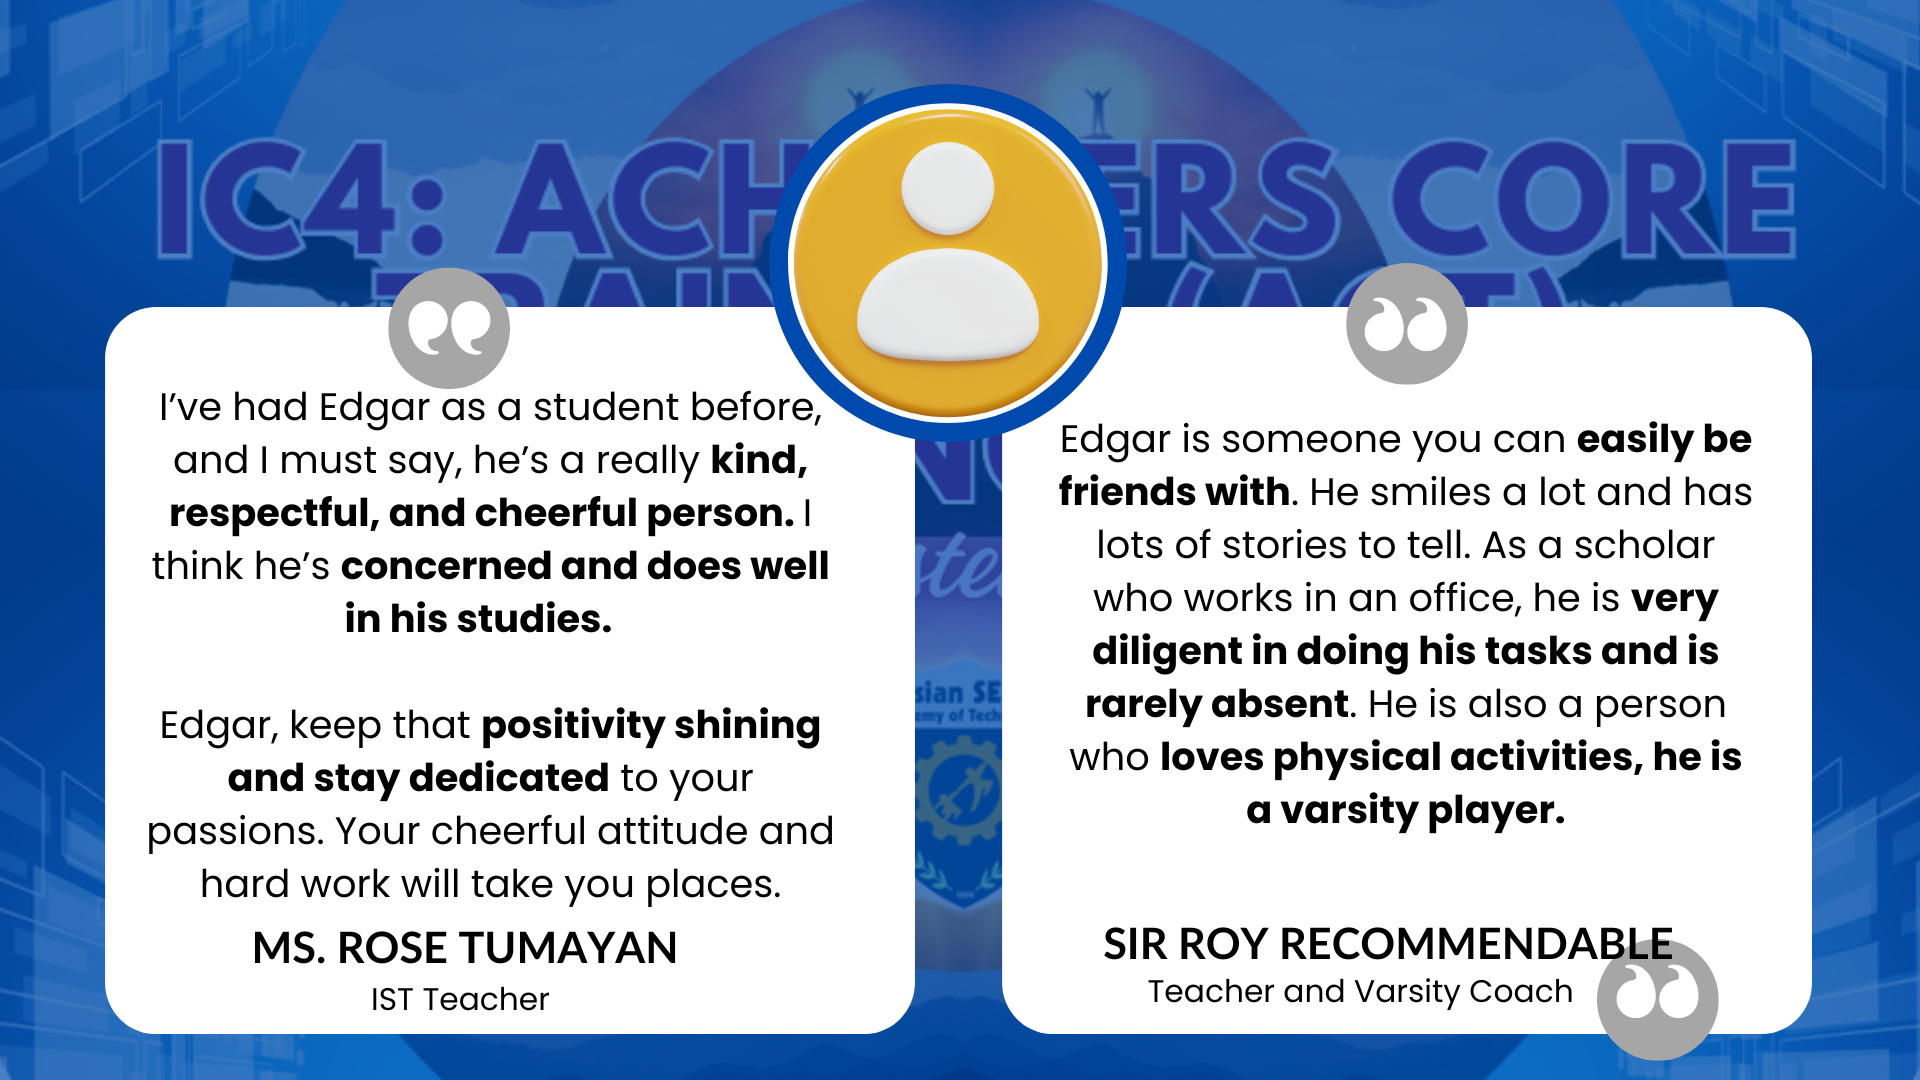 IC4: ACH ERS CORE
I’ve had Edgar as a student before,
and I must say, he’s a really kind,
respectful, and cheerful person. I
think he’s concerned and does well
in his studies.
Edgar, keep that positivity shining
and stay dedicated to your
passions. Your cheerful attitude and
hard work will take you places.
MS. ROSE TUMAYAN
IST Teacher
Edgar is someone you can easily be
friends with. He smiles a lot and has
lots of stories to tell. As a scholar
who works in an office, he is very
diligent in doing his tasks and is
rarely absent. He is also a person
who loves physical activities, he is
a varsity player.
SIR ROY RECOMMENDABLE
Teacher and Varsity Coach